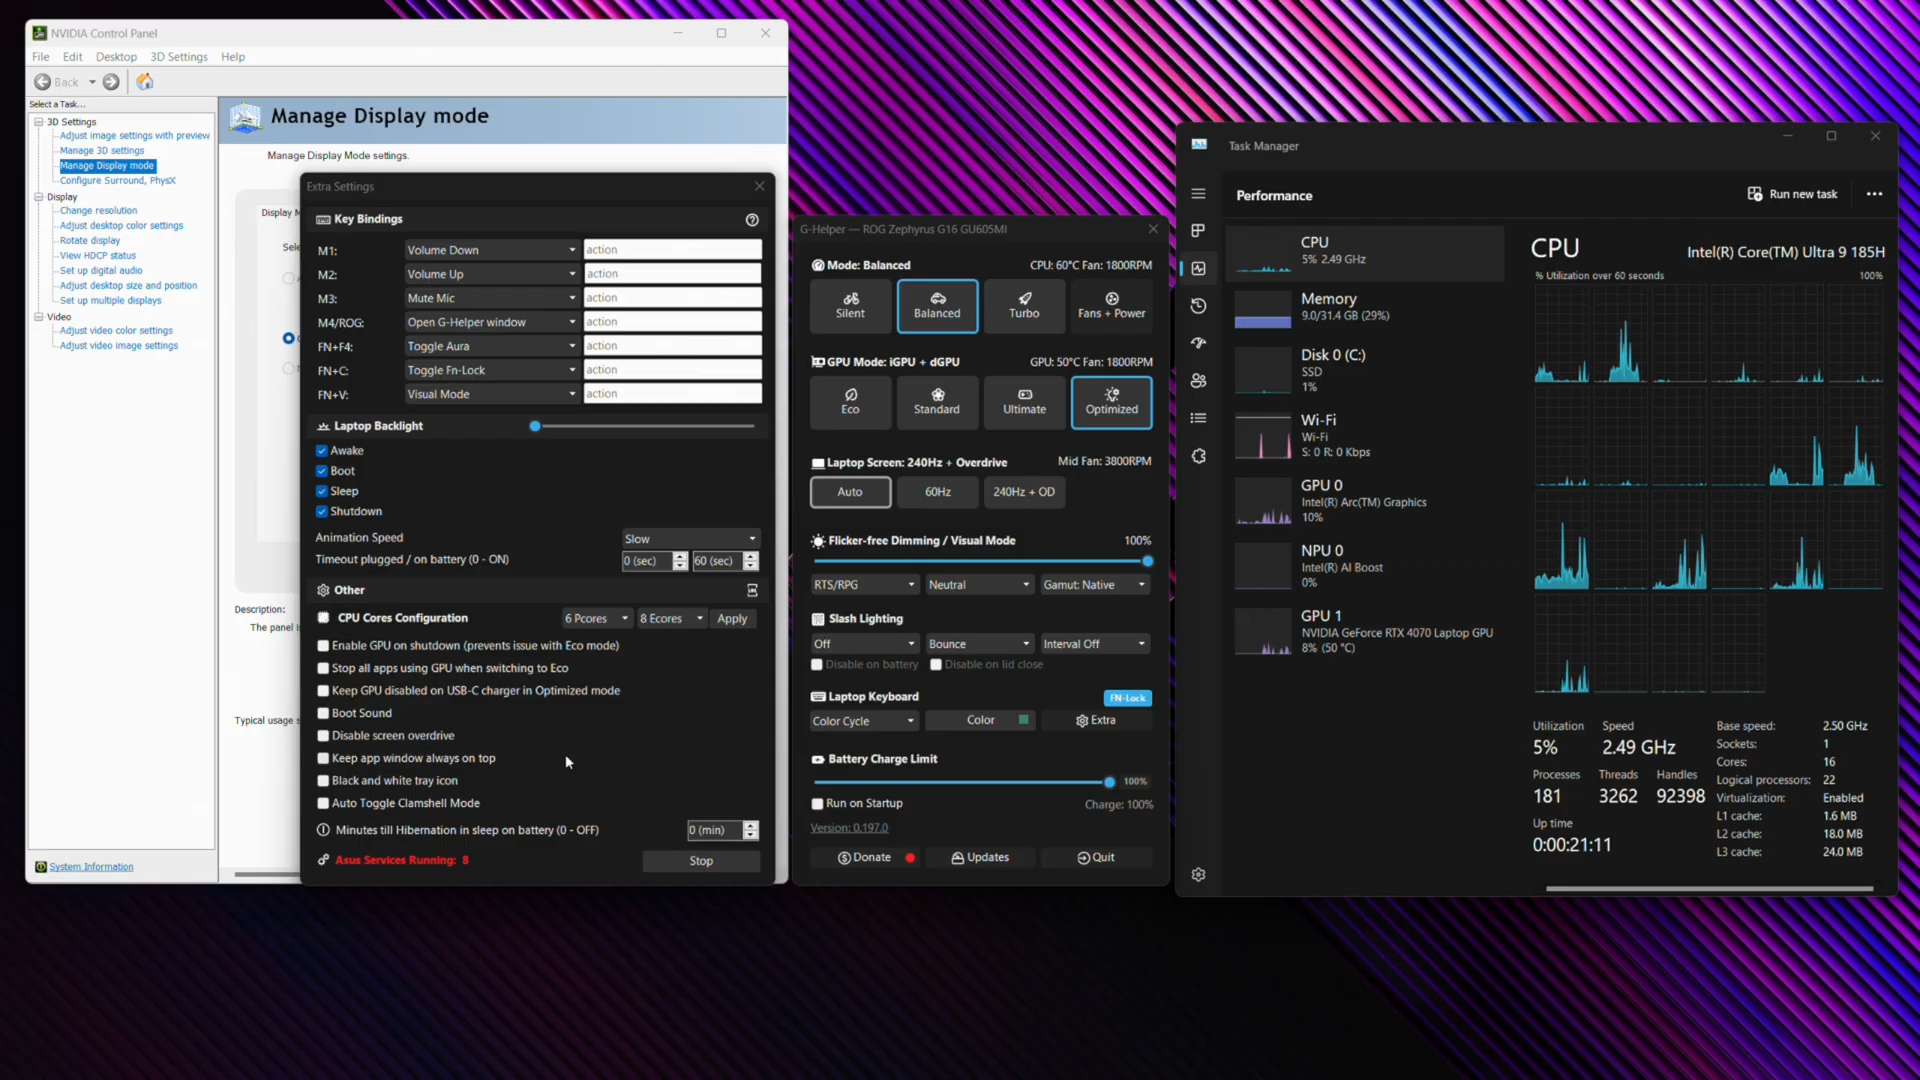 NVIDIA Control Panel
File Edit Desktop 3D Settings Help
Back
Select a Task...
3D Settings
Adjust image settings with preview
Manage 3D settings
Manage Display mode
Configure Surround, PhysX
Display
Change resolution
Adjust desktop color settings
Rotate display
View HDCP status
Set up digital audio
Adjust desktop size and position
Set up multiple displays
Video
Adjust video color settings
Adjust video image settings
System Information
Manage Display mode
Manage Display Mode settings.
Display M
Sele
Description:
The panel i
Typical usage s
Extra Settings
Key Bindings
M1: Volume Down action
M2: Volume Up action
M3: Mute Mic action
M4/ROG: Open G-Helper window action
FN+F4: Toggle Aura action
FN+C: Toggle Fn-Lock action
FN+V: Visual Mode action
Laptop Backlight
Awake
Boot
Sleep
Shutdown
Animation Speed Slow
Timeout plugged / on battery (0 - ON) 0 (sec) 60 (sec)
Other
CPU Cores Configuration 6 Pcores 8 Ecores Apply
Enable GPU on shutdown (prevents issue with Eco mode)
Stop all apps using GPU when switching to Eco
Keep GPU disabled on USB-C charger in Optimized mode
Boot Sound
Disable screen overdrive
Keep app window always on top
Black and white tray icon
Auto Toggle Clamshell Mode
Minutes till Hibernation in sleep on battery (0 - OFF) 0 (min)
Asus Services Running: 8 Stop
G-Helper — ROG Zephyrus G16 GU605MI
Mode: Balanced CPU: 60°C Fan: 1800RPM
Silent Balanced Turbo Fans + Power
GPU Mode: iGPU + dGPU GPU: 50°C Fan: 1800RPM
Eco Standard Ultimate Optimized
Laptop Screen: 240Hz + Overdrive Mid Fan: 3800RPM
Auto 60Hz 240Hz + OD
Flicker-free Dimming / Visual Mode 100%
RTS/RPG Neutral Gamut: Native
Slash Lighting
Off Bounce Interval Off
Disable on battery Disable on lid close
Laptop Keyboard FN-Lock
Color Cycle Color Extra
Battery Charge Limit
100%
Run on Startup Charge: 100%
Version: 0.197.0
Donate Updates Quit
Task Manager
Performance Run new task
CPU
5% 2.49 GHz
Memory
9.0/31.4 GB (29%)
Disk 0 (C:)
SSD
1%
Wi-Fi
Wi-Fi
S: 0 R: 0 Kbps
GPU 0
Intel(R) Arc(TM) Graphics
10%
NPU 0
Intel(R) AI Boost
0%
GPU 1
NVIDIA GeForce RTX 4070 Laptop GPU
8% (50 °C)
CPU Intel(R) Core(TM) Ultra 9 185H
% Utilization over 60 seconds 100%
Utilization Speed
5% 2.49 GHz
Processes Threads Handles
181 3262 92398
Up time
0:00:21:11
Base speed: 2.50 GHz
Sockets: 1
Cores: 16
Logical processors: 22
Virtualization: Enabled
L1 cache: 1.6 MB
L2 cache: 18.0 MB
L3 cache: 24.0 MB